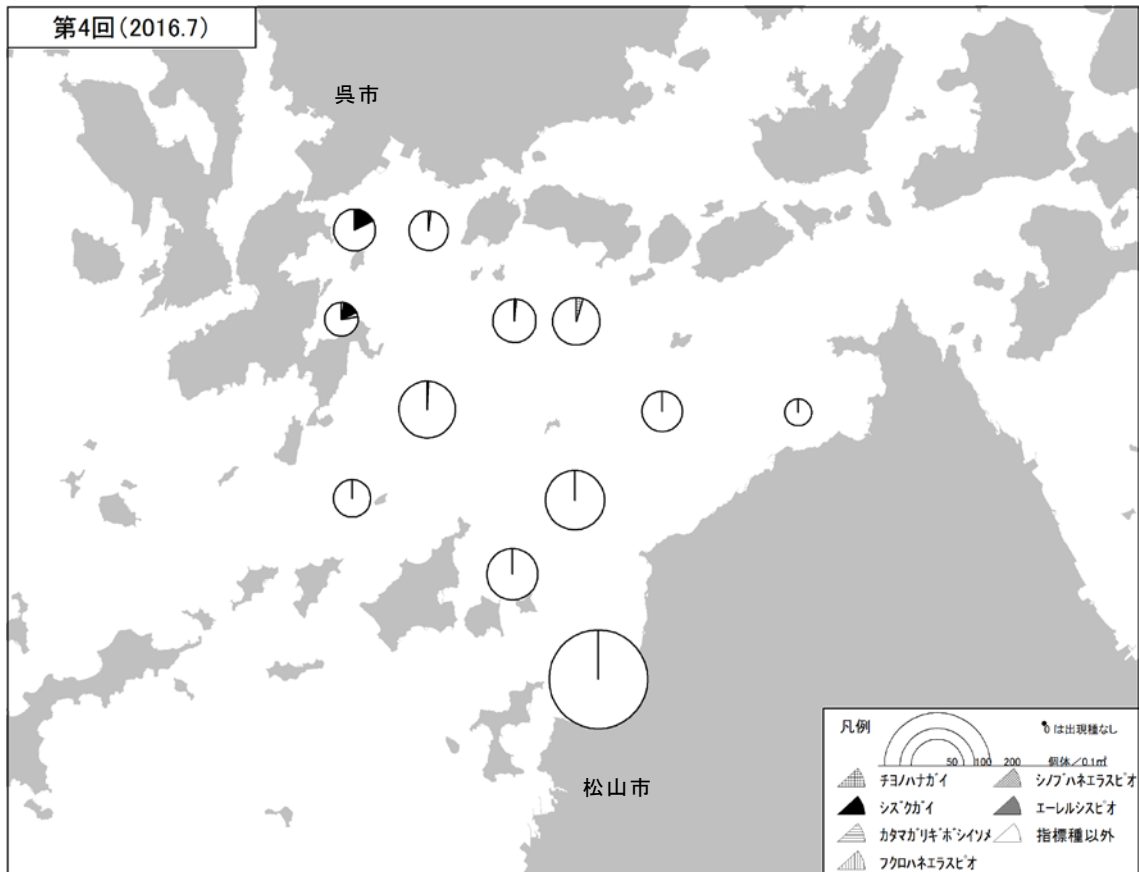 第4回(2016.7)
呉市
松山市
凡例
0 は出現種なし
50 100 200 個体/0.1㎡
チヨノハナガイ
シズクガイ
カタマガリギボシイソメ
フクロハネエラスピオ
シノブハネエラスピオ
エーレルシスピオ
指標種以外